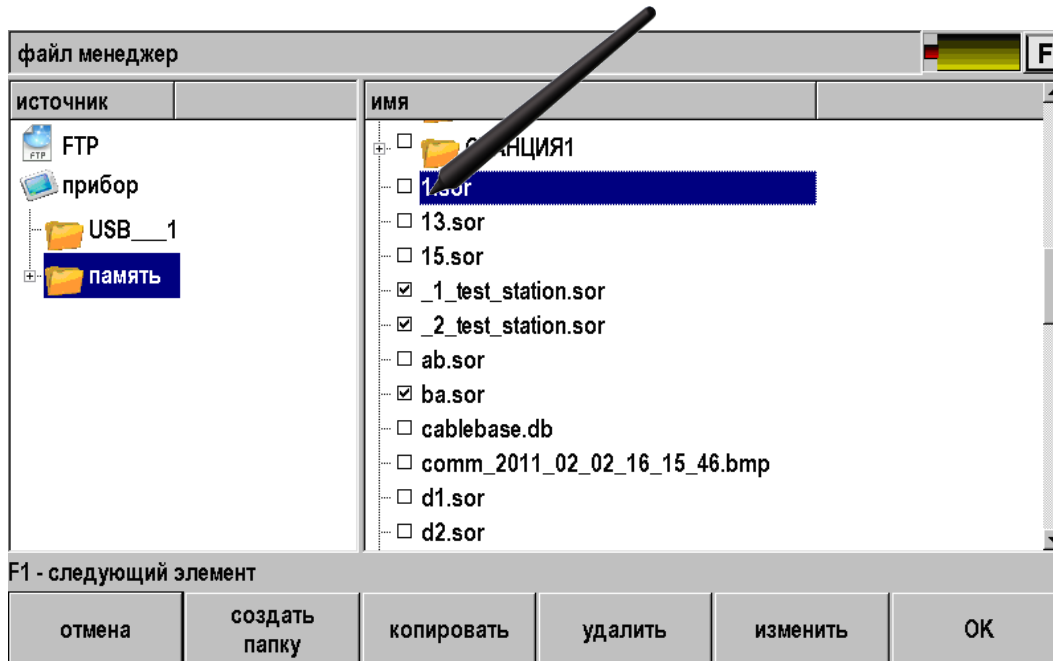 файл менеджер
F
источник
имя
FTP
FTP
прибор
USB___1
память
1.sor
13.sor
15.sor
_1_test_station.sor
_2_test_station.sor
ab.sor
ba.sor
cablebase.db
comm_2011_02_02_16_15_46.bmp
d1.sor
d2.sor
F1 - следующий элемент
отмена
создать
папку
копировать
удалить
изменить
OK